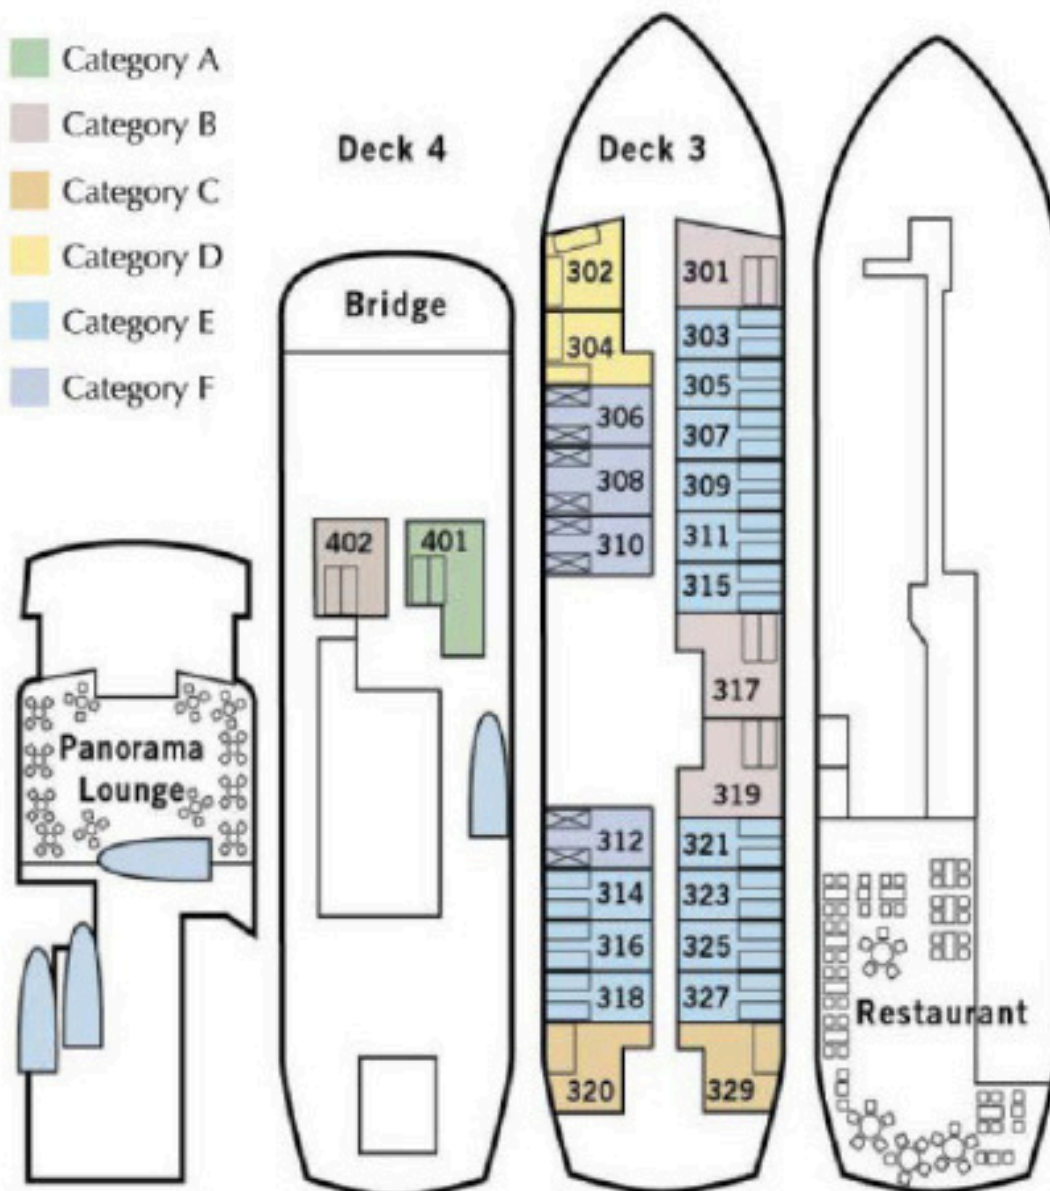 Category A
Category B
Category C
Category D
Category E
Category F
Deck 4
Bridge
402
401
Panorama
Lounge
Deck 3
302
301
304
303
305
306
307
308
309
310
311
315
317
319
312
321
314
323
316
325
318
327
320
329
Restaurant